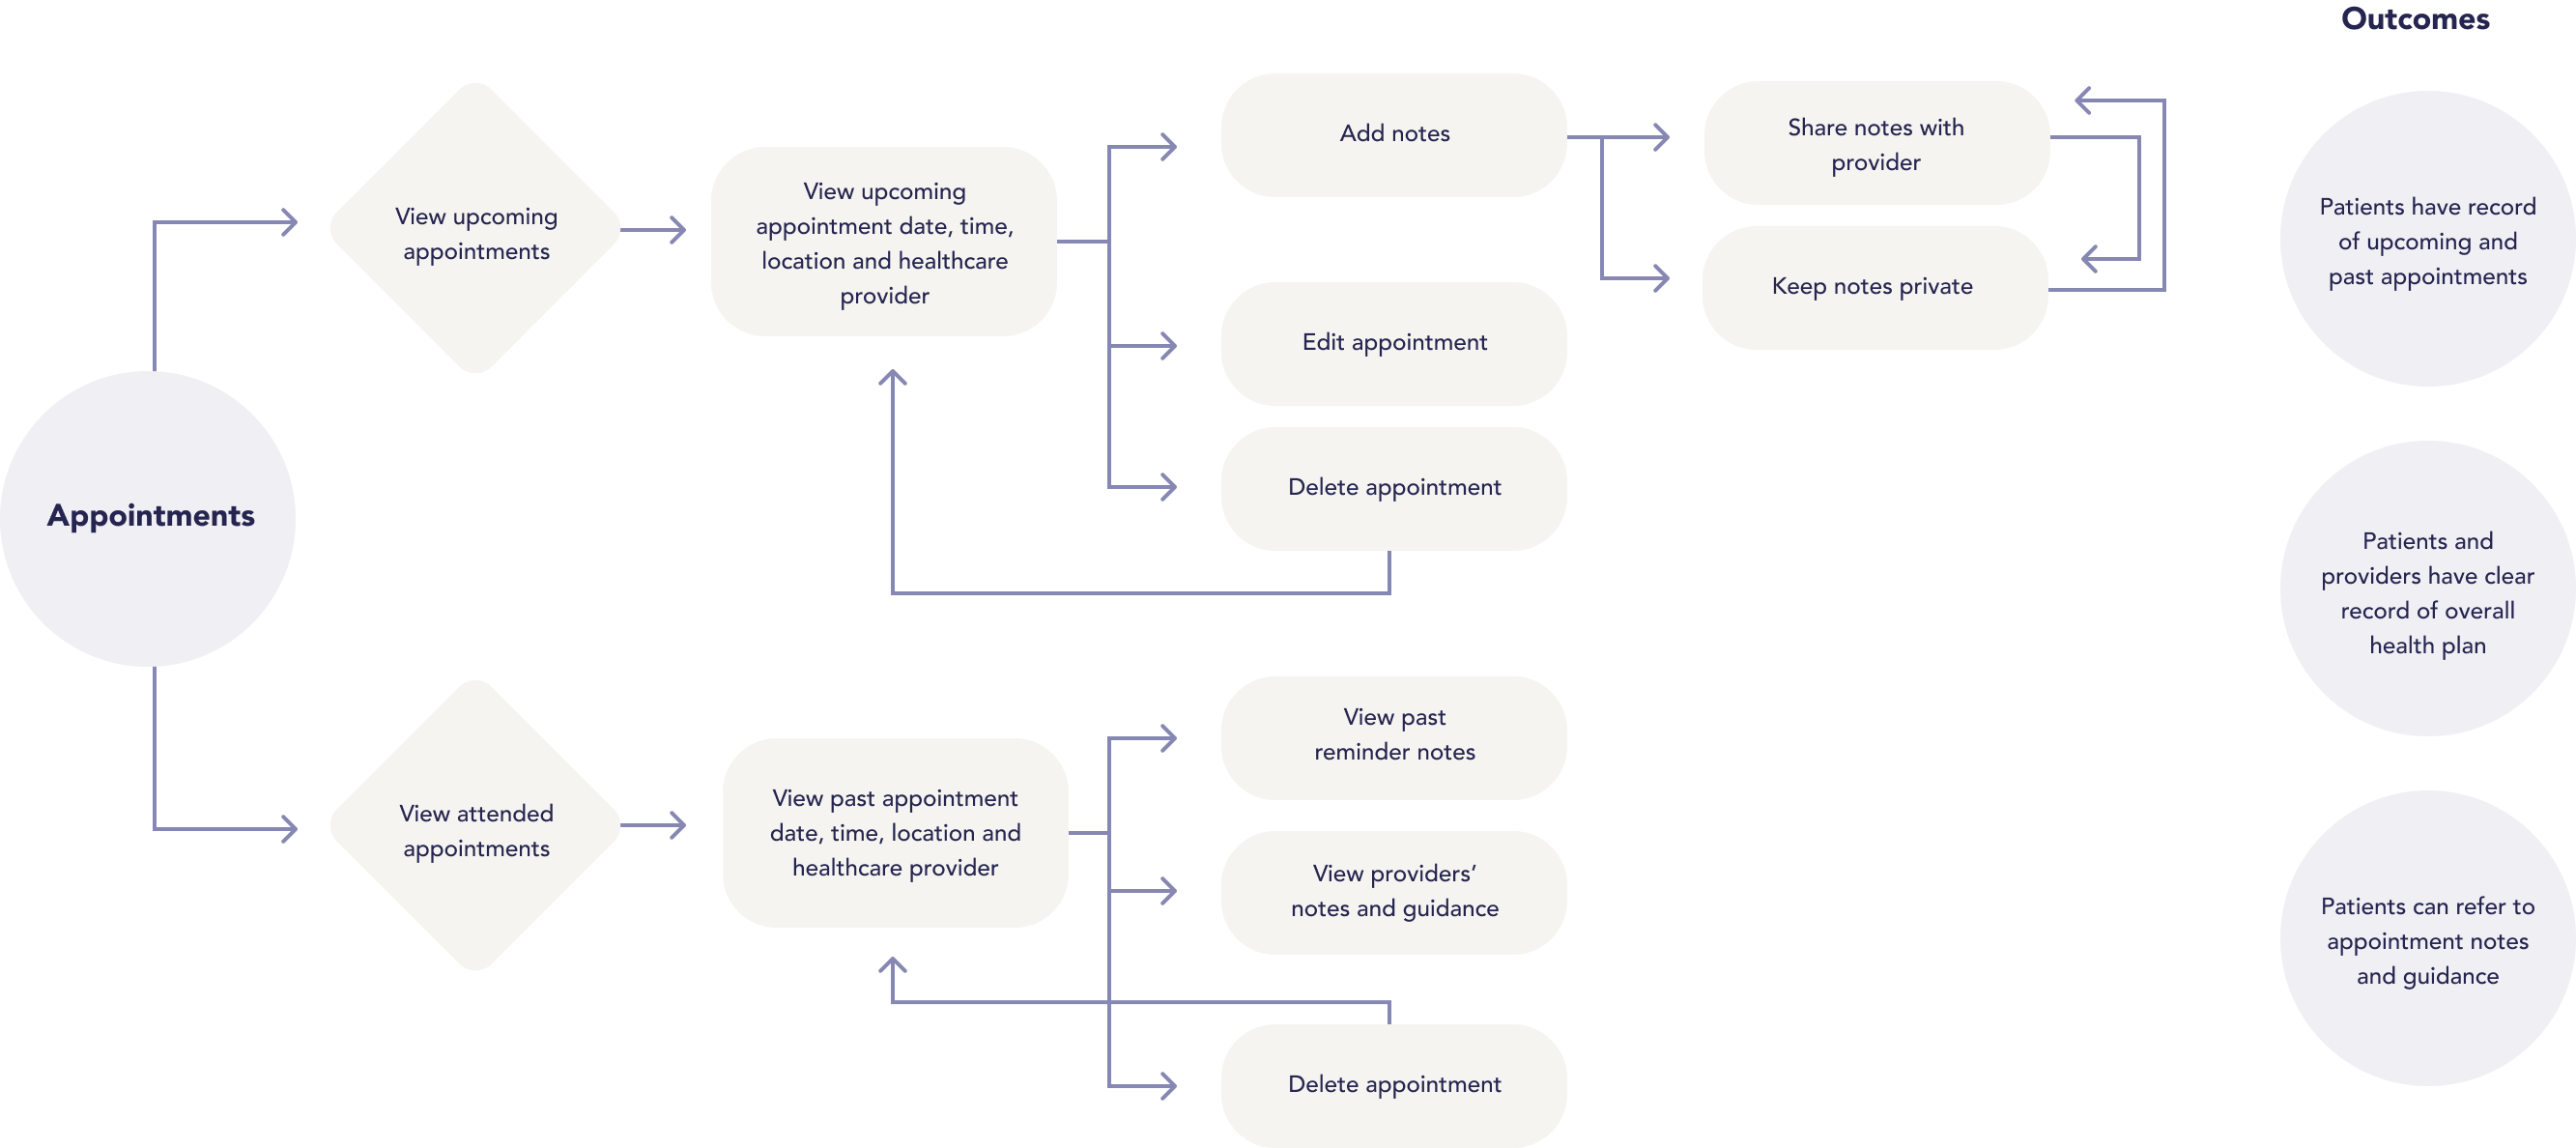 Outcomes
Appointments
View upcoming
appointments
View upcoming
appointment date, time,
location and healthcare
provider
Add notes
Share notes with
provider
Keep notes private
Edit appointment
Delete appointment
View attended
appointments
View past appointment
date, time, location and
healthcare provider
View past
reminder notes
View providers‘
notes and guidance
Delete appointment
Patients have record
of upcoming and
past appointments
Patients and
providers have clear
record of overall
health plan
Patients can refer to
appointment notes
and guidance